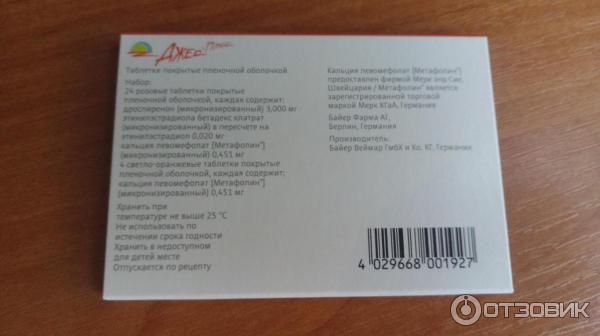 Джес Плюс
Таблетки покрытые пленочной оболочкой
Набор:
24 розовые таблетки покрытые
пленочной оболочкой, каждая содержит:
дроспиренон (микронизированный) 3,000 мг
этинилэстрадиола бетадекс клатрат
(микронизированный) в пересчете на
этинилэстрадиол 0,020 мг
кальция левомефолат [Метафолин®]
(микронизированный) 0,451 мг
4 светло-оранжевые таблетки покрытые
пленочной оболочкой, каждая содержит:
кальция левомефолат [Метафолин®]
(микронизированный) 0,451 мг
Хранить при
температуре не выше 25 °C
Не использовать по
истечении срока годности
Хранить в недоступном
для детей месте
Отпускается по рецепту
Кальция левомефолат [Метафолин®]
предоставлен фирмой Мерк энд Сие,
Швейцария / Метафолин® является
зарегистрированной торговой
маркой Мерк КГаА, Германия
Байер Фарма АГ,
Берлин, Германия
Производитель:
Байер Веймар ГмбХ и Ко. КГ, Германия
4 029668 001927
ОТЗОВИК